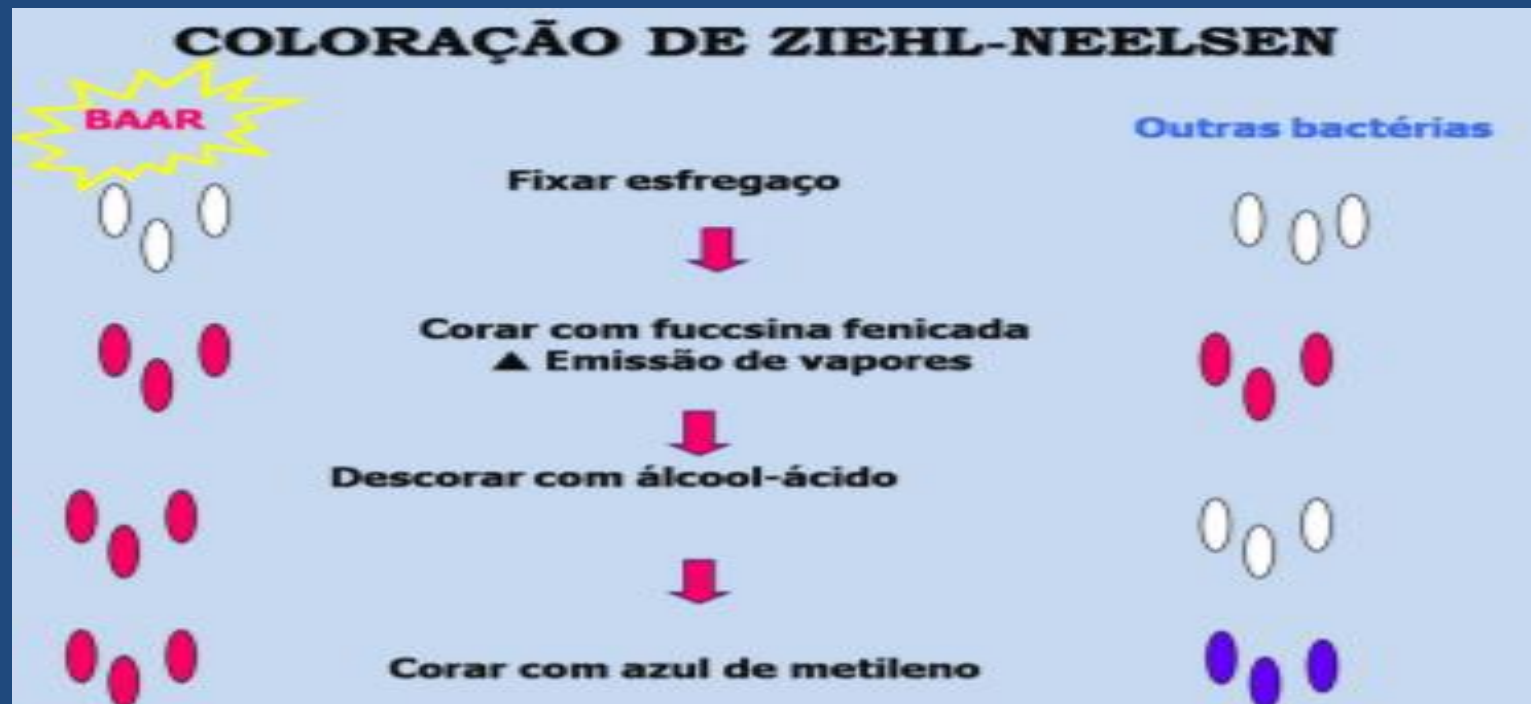 COLORAÇÃO DE ZIEHL-NEELSEN
BAAR
Outras bactérias
Fixar esfregaço
Corar com fuccsina fenicada
▲ Emissão de vapores
Descorar com álcool-ácido
Corar com azul de metileno